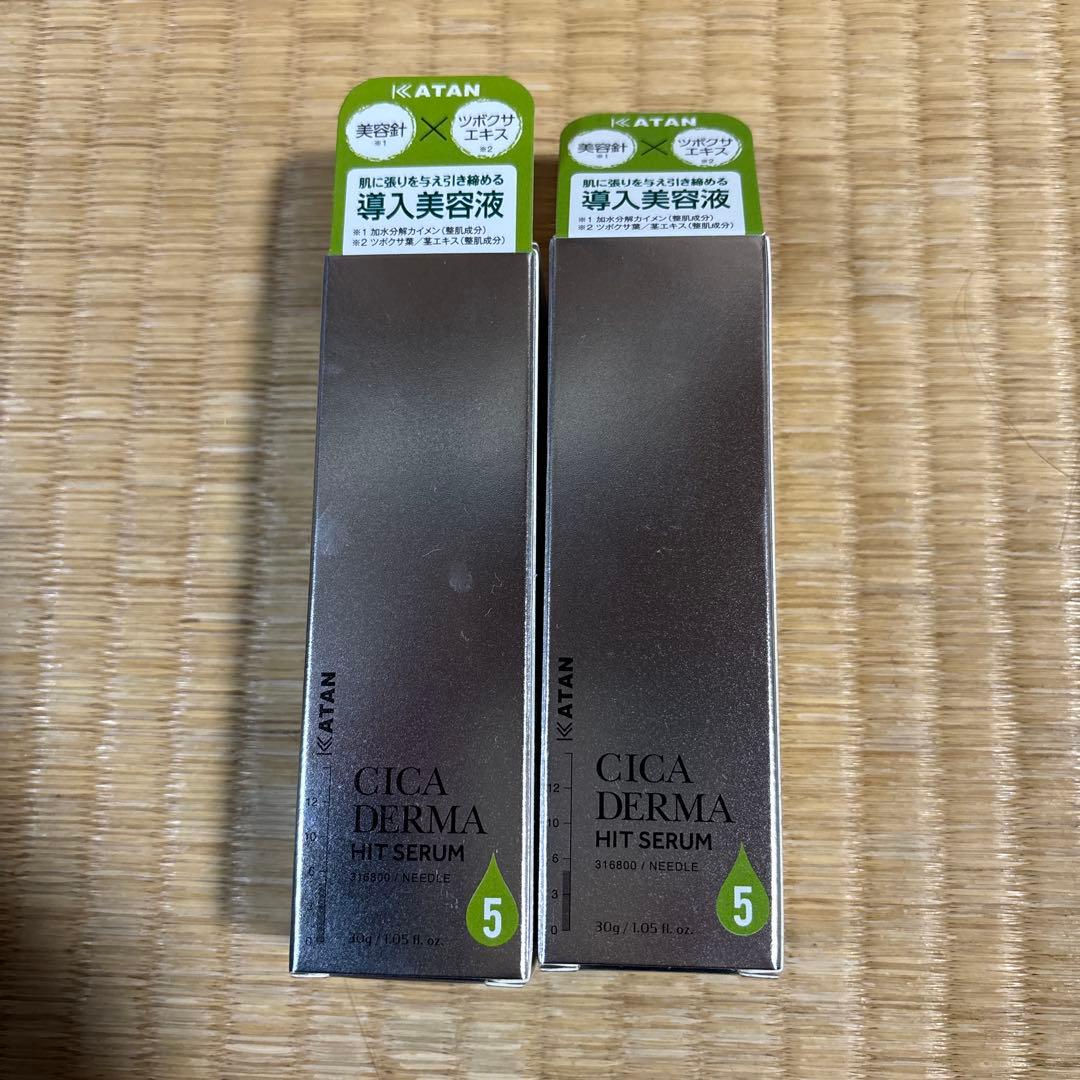 KATAN
美容針
※1
×
ツボクサ
エキス
※2
肌に張りを与え引き締める
導入美容液
※1 加水分解カイメン(整肌成分)
※2 ツボクサ葉/茎エキス(整肌成分)
KATAN
12
10
6
0
CICA
DERMA
HIT SERUM
316800 / NEEDLE
30g / 1.05 fl. oz.
5
KATAN
美容針
※1
×
ツボクサ
エキス
※2
肌に張りを与え引き締める
導入美容液
※1 加水分解カイメン(整肌成分)
※2 ツボクサ葉/茎エキス(整肌成分)
KATAN
12
10
6
3
0
CICA
DERMA
HIT SERUM
316800 / NEEDLE
30g / 1.05 fl. oz.
5